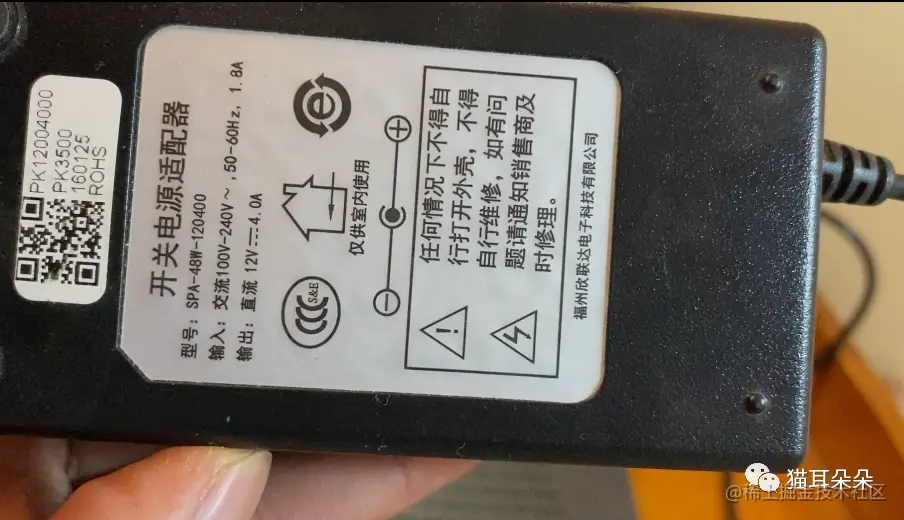 PK12004000
PK3500
160125
ROHS
开关电源适配器
型号: SPA-48W-120400
输入: 交流100V-240V～,50-60Hz, 1.8A
输出: 直流 12V⎓4.0A
CCC
S&E
仅供室内使用
e
任何情况下不得自
行打开外壳，不得
自行维修，如有问
题请通知销售商及
时修理。
福州欣联达电子科技有限公司
猫耳朵朵
@稀土掘金技术社区